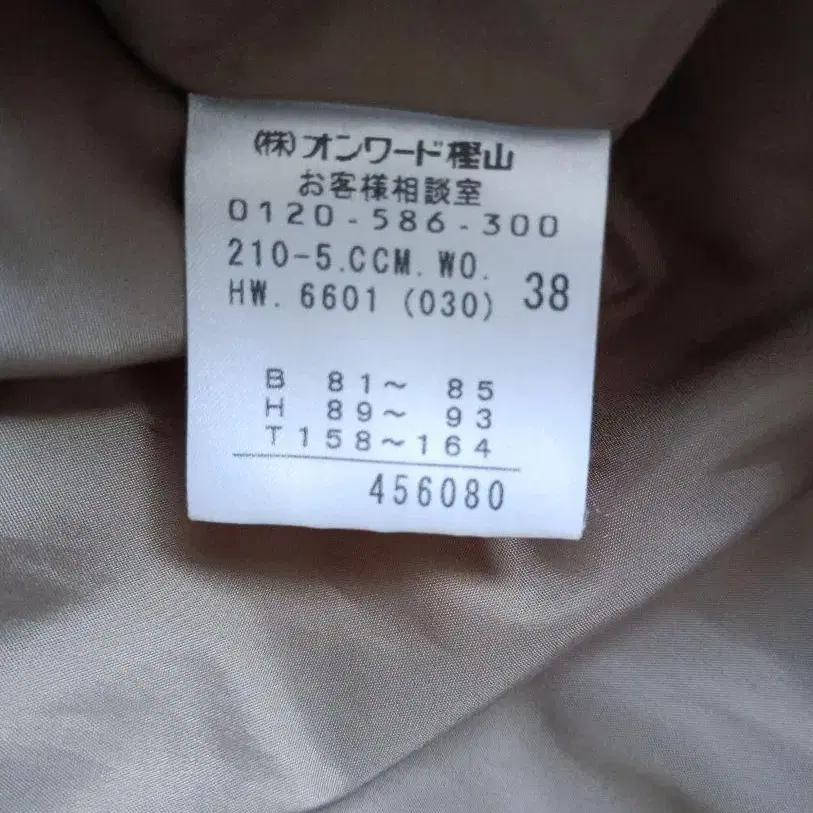 (株)オンワード樫山
お客様相談室
0120-586-300
210-5.CCM.WO.
HW. 6601 (030) 38
B 81～ 85
H 89～ 93
T 158～164
456080